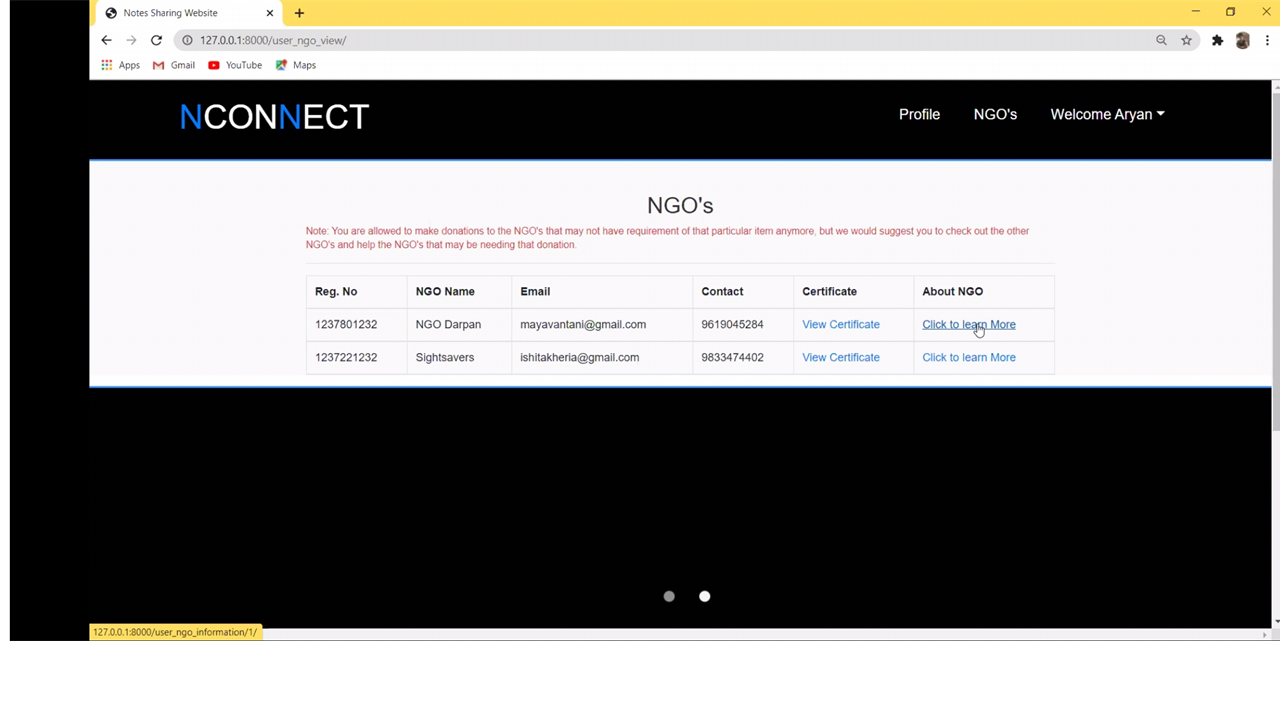 Notes Sharing Website
127.0.0.1:8000/user_ngo_view/
Apps Gmail YouTube Maps
NCONNECT Profile NGO's Welcome Aryan
NGO's
Note: You are allowed to make donations to the NGO's that may not have requirement of that particular item anymore, but we would suggest you to check out the other
NGO's and help the NGO's that may be needing that donation.
Reg. No NGO Name Email Contact Certificate About NGO
1237801232 NGO Darpan mayavantani@gmail.com 9619045284 View Certificate Click to learn More
1237221232 Sightsavers ishitakheria@gmail.com 9833474402 View Certificate Click to learn More
127.0.0.1:8000/user_ngo_information/1/